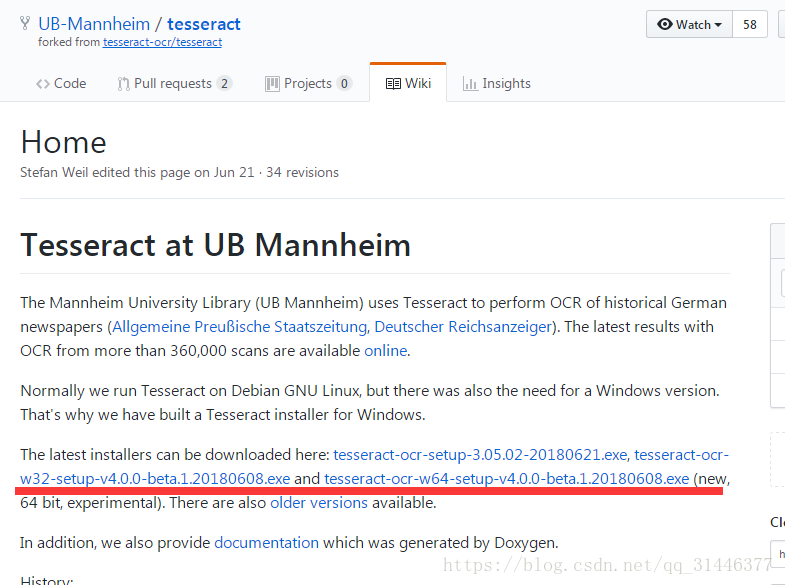 UB-Mannheim / tesseract
forked from tesseract-ocr/tesseract
Watch 58
Code Pull requests 2 Projects 0 Wiki Insights
Home
Stefan Weil edited this page on Jun 21 · 34 revisions
Tesseract at UB Mannheim
The Mannheim University Library (UB Mannheim) uses Tesseract to perform OCR of historical German
newspapers (Allgemeine Preußische Staatszeitung, Deutscher Reichsanzeiger). The latest results with
OCR from more than 360,000 scans are available online.
Normally we run Tesseract on Debian GNU Linux, but there was also the need for a Windows version.
That's why we have built a Tesseract installer for Windows.
The latest installers can be downloaded here: tesseract-ocr-setup-3.05.02-20180621.exe, tesseract-ocr-
w32-setup-v4.0.0-beta.1.20180608.exe and tesseract-ocr-w64-setup-v4.0.0-beta.1.20180608.exe (new,
64 bit, experimental). There are also older versions available.
Cl
In addition, we also provide documentation which was generated by Doxygen.
h
https://blog.csdn.net/qq_31446377
History: